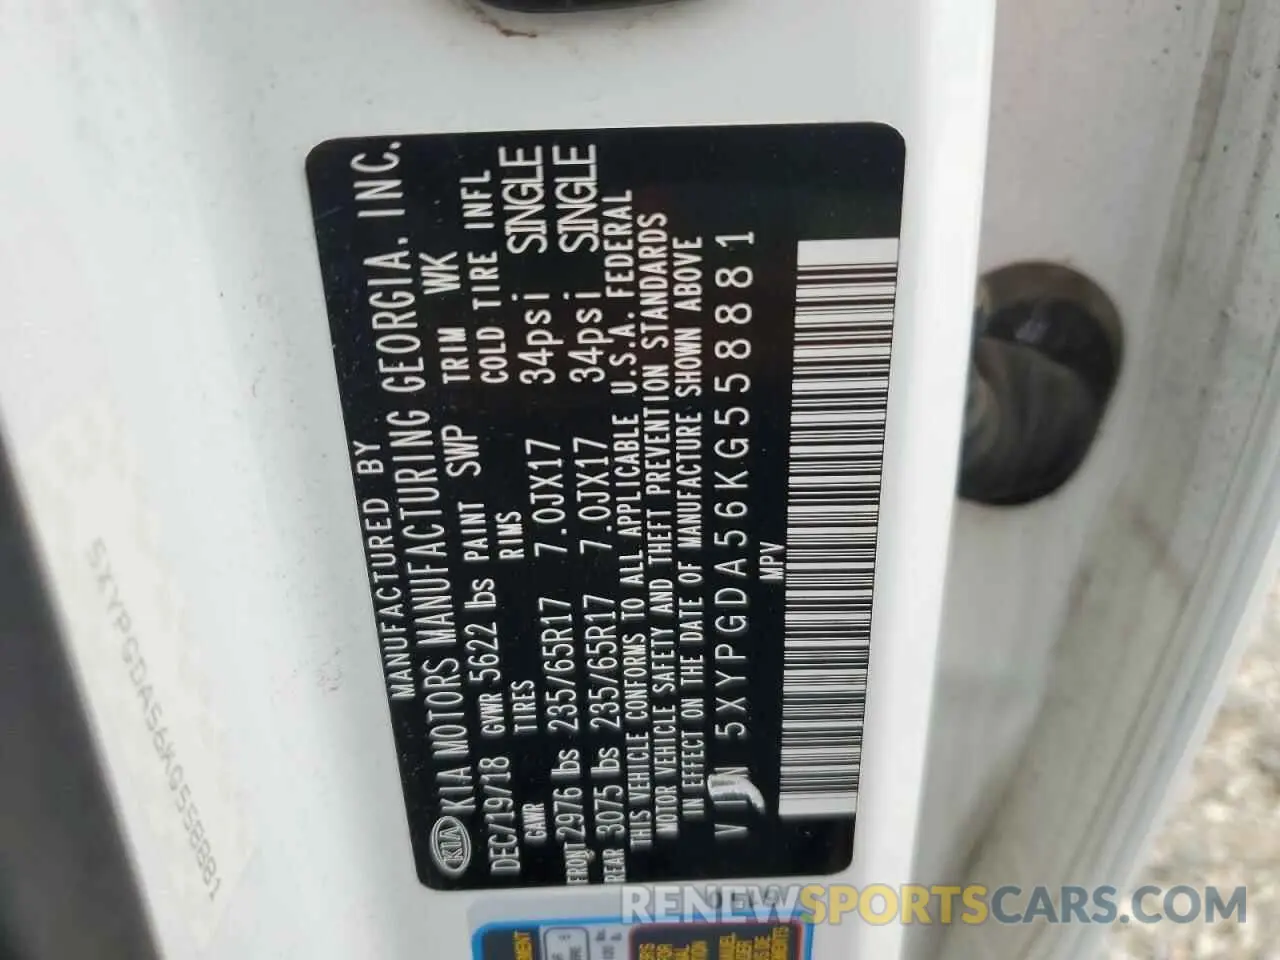 MANUFACTURED BY
KIA KIA MOTORS MANUFACTURING GEORGIA. INC.
DEC/19/18 GVWR 5622 lbs PAINT SWP TRIM WK
GAWR TIRES RIMS COLD TIRE INFL
FRONT 2976 lbs 235/65R17 7.0JX17 34psi SINGLE
REAR 3075 lbs 235/65R17 7.0JX17 34psi SINGLE
THIS VEHICLE CONFORMS TO ALL APPLICABLE U.S.A. FEDERAL
MOTOR VEHICLE SAFETY AND THEFT PREVENTION STANDARDS
IN EFFECT ON THE DATE OF MANUFACTURE SHOWN ABOVE
VIN 5XYPGDA56KG558881
MPV
5XYPGDA56KG558881
RENEWSPORTSCARS.COM